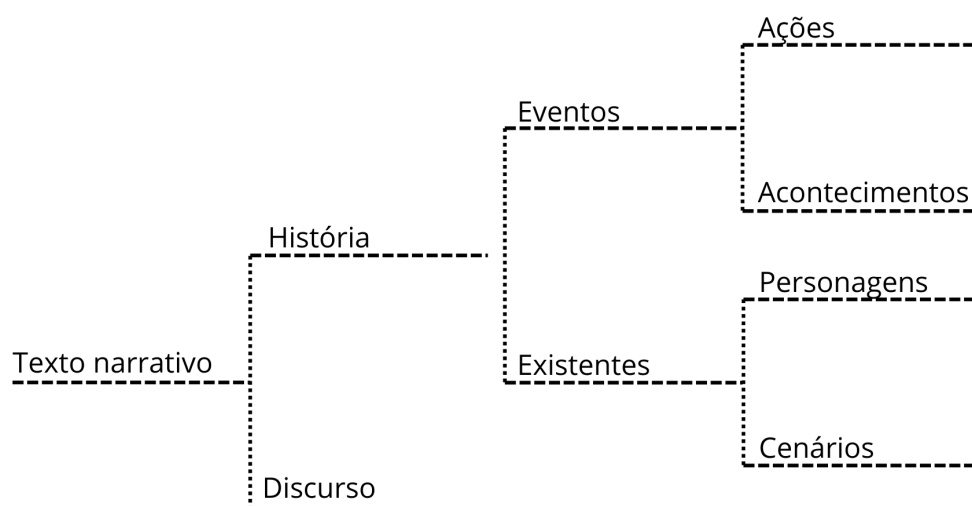 Ações
Eventos
Acontecimentos
História
Personagens
Texto narrativo
Existentes
Cenários
Discurso